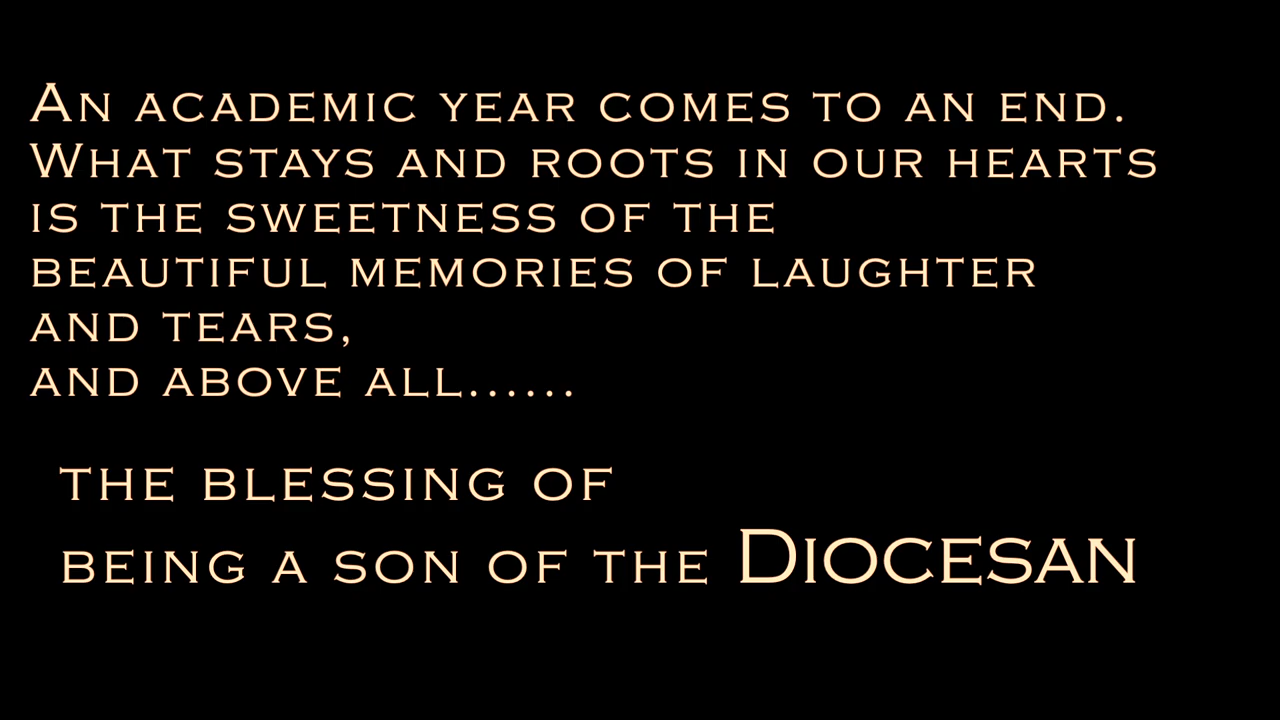 An academic year comes to an end.
What stays and roots in our hearts
is the sweetness of the
beautiful memories of laughter
and tears,
and above all......
the blessing of
being a son of the Diocesan